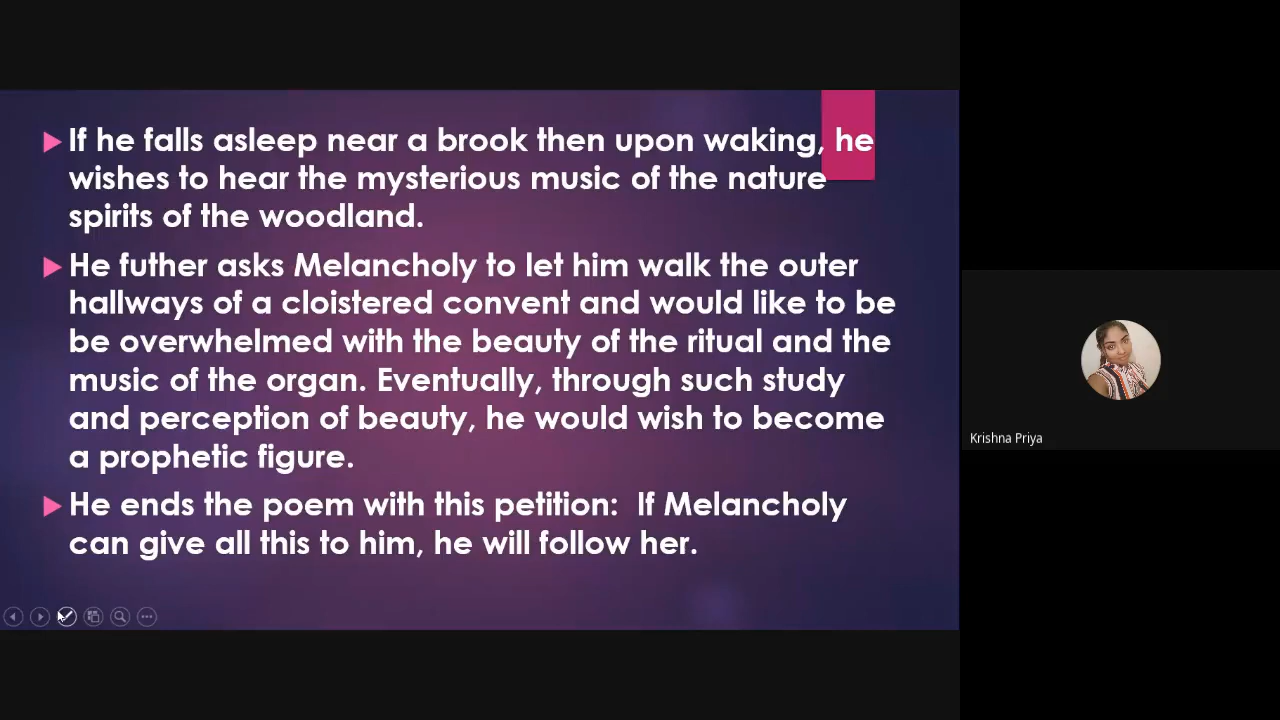 If he falls asleep near a brook then upon waking, he
wishes to hear the mysterious music of the nature
spirits of the woodland.
He futher asks Melancholy to let him walk the outer
hallways of a cloistered convent and would like to be
be overwhelmed with the beauty of the ritual and the
music of the organ. Eventually, through such study
and perception of beauty, he would wish to become
a prophetic figure.
He ends the poem with this petition:  If Melancholy
can give all this to him, he will follow her.
Krishna Priya